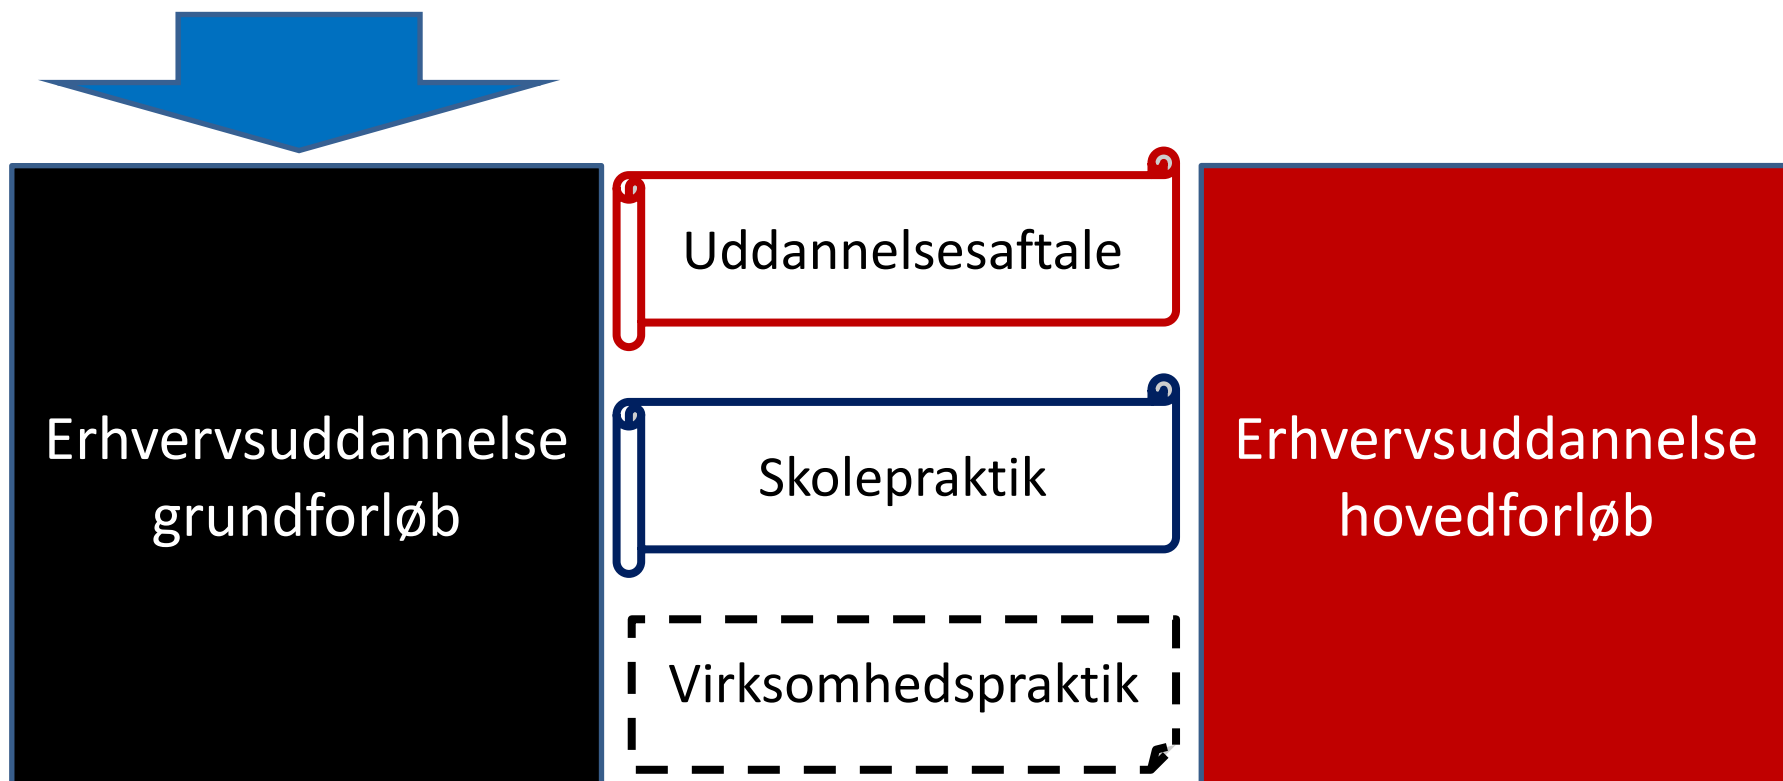 Erhvervsuddannelse
grundforløb
Uddannelsesaftale
Skolepraktik
Virksomhedspraktik
Erhvervsuddannelse
hovedforløb